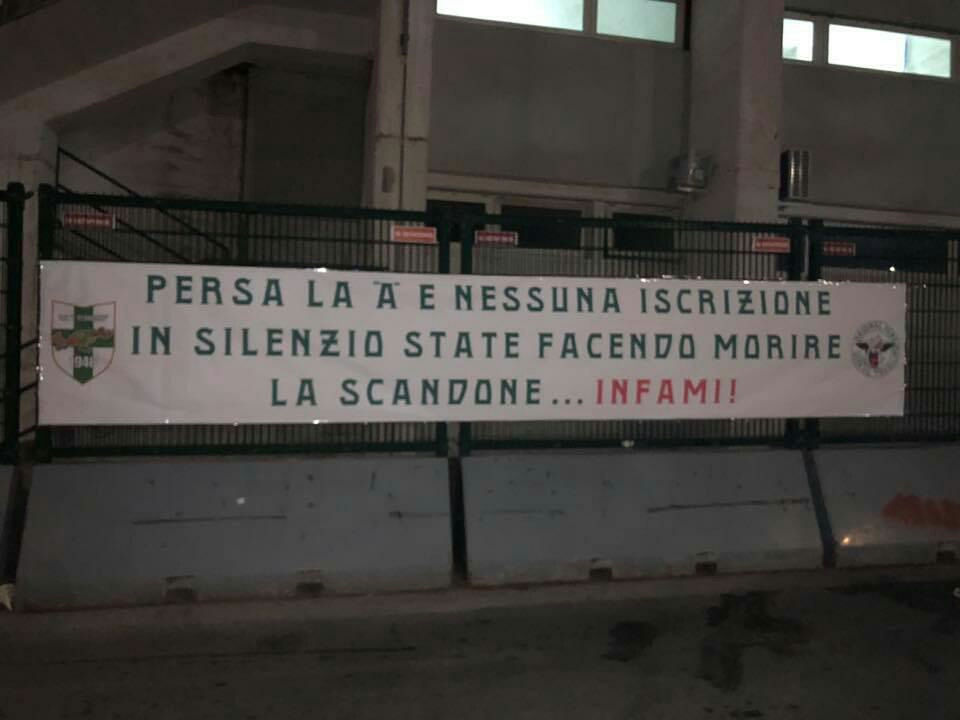 PERSA LA "A" E NESSUNA ISCRIZIONE
IN SILENZIO STATE FACENDO MORIRE
LA SCANDONE... INFAMI!